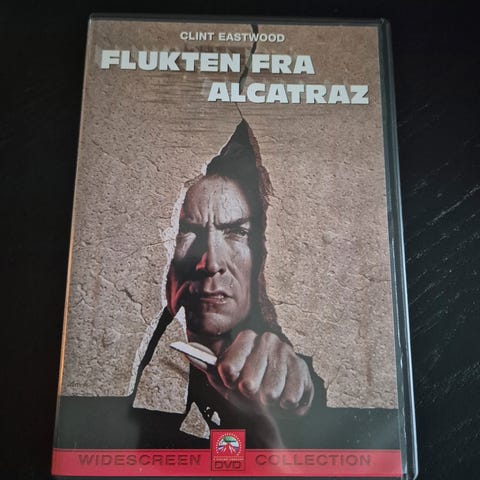 CLINT EASTWOOD
FLUKTEN FRA
ALCATRAZ
WIDESCREEN DVD COLLECTION